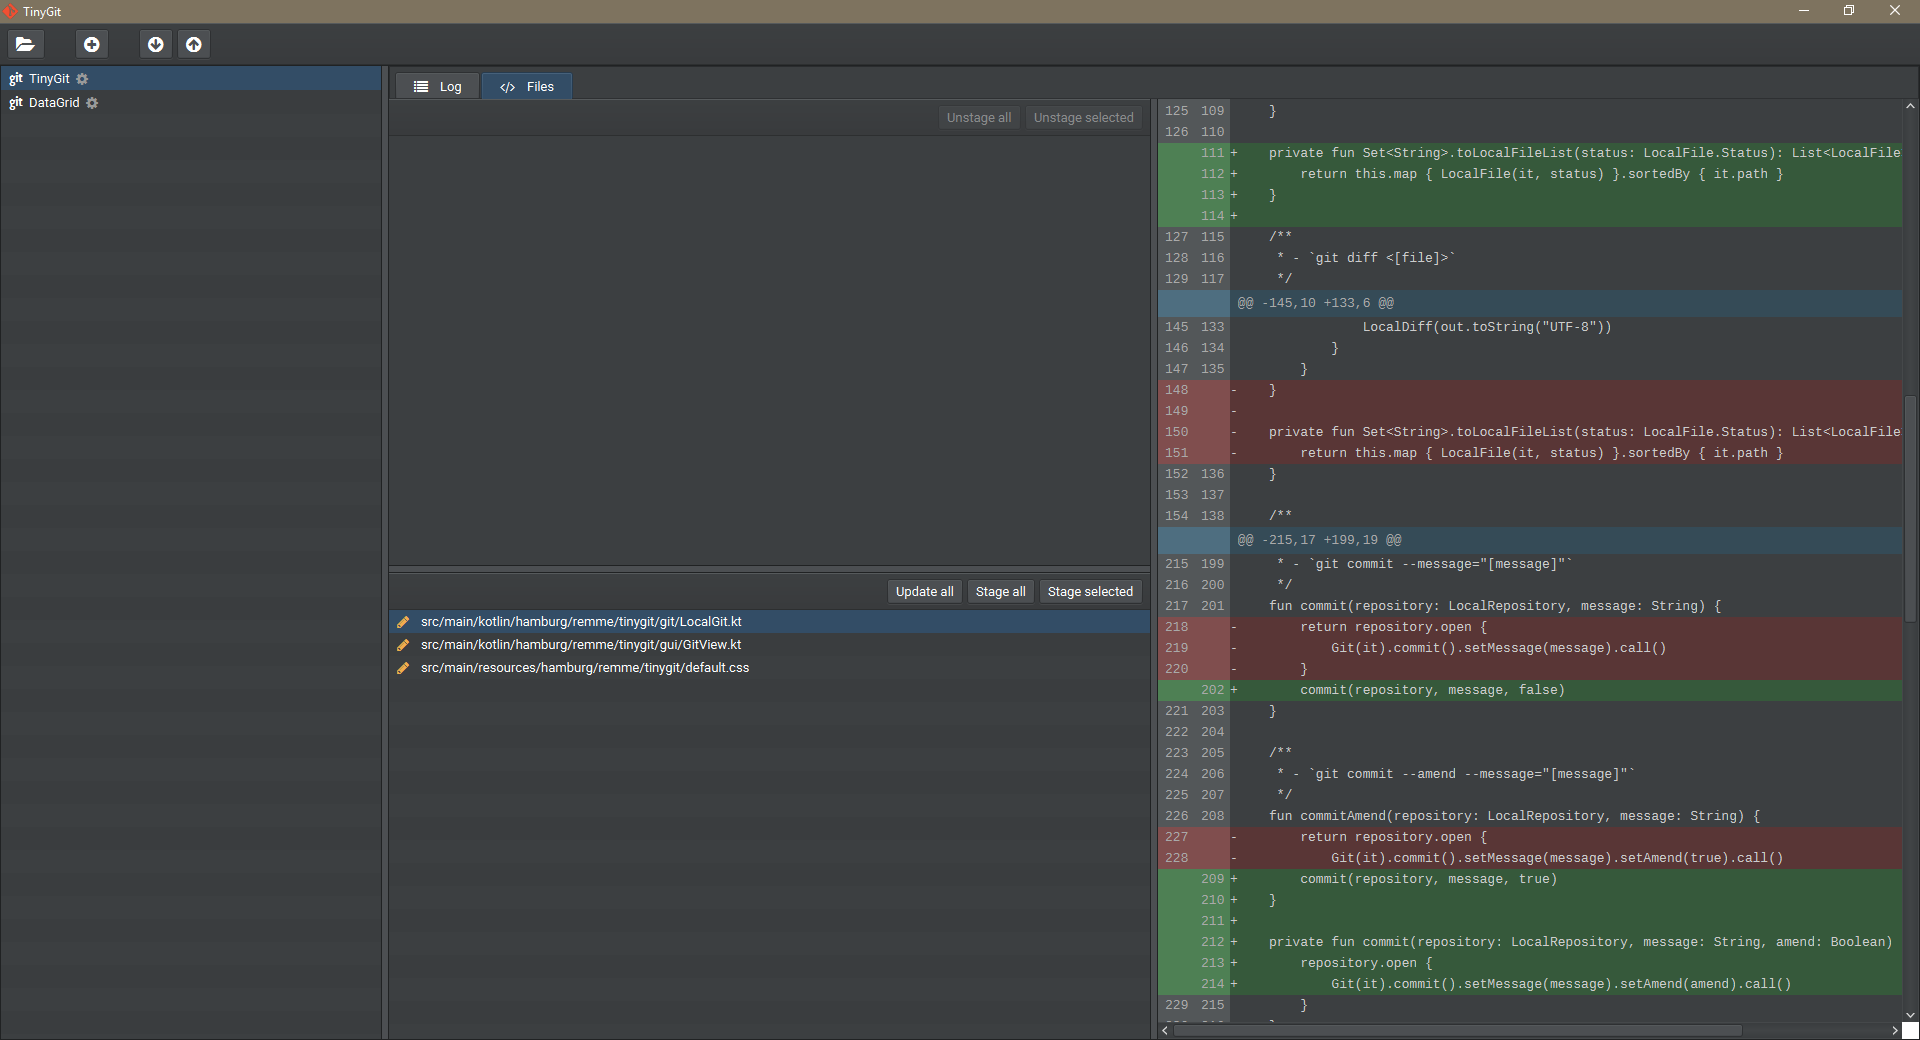 TinyGit
git TinyGit
git DataGrid
Log
Files
Unstage all
Unstage selected
Update all
Stage all
Stage selected
src/main/kotlin/hamburg/remme/tinygit/git/LocalGit.kt
src/main/kotlin/hamburg/remme/tinygit/gui/GitView.kt
src/main/resources/hamburg/remme/tinygit/default.css
125 109 }
126 110
111 + private fun Set<String>.toLocalFileList(status: LocalFile.Status): List<LocalFile
112 + return this.map { LocalFile(it, status) }.sortedBy { it.path }
113 + }
114 +
127 115 /**
128 116 * - `git diff <[file]>`
129 117 */
@@ -145,10 +133,6 @@
145 133 LocalDiff(out.toString("UTF-8"))
146 134 }
147 135 }
148 - }
149 -
150 - private fun Set<String>.toLocalFileList(status: LocalFile.Status): List<LocalFile
151 - return this.map { LocalFile(it, status) }.sortedBy { it.path }
152 136 }
153 137
154 138 /**
@@ -215,17 +199,19 @@
215 199 * - `git commit --message="[message]"`
216 200 */
217 201 fun commit(repository: LocalRepository, message: String) {
218 - return repository.open {
219 - Git(it).commit().setMessage(message).call()
220 - }
202 + commit(repository, message, false)
221 203 }
222 204
223 205 /**
224 206 * - `git commit --amend --message="[message]"`
225 207 */
226 208 fun commitAmend(repository: LocalRepository, message: String) {
227 - return repository.open {
228 - Git(it).commit().setMessage(message).setAmend(true).call()
209 + commit(repository, message, true)
210 + }
211 +
212 + private fun commit(repository: LocalRepository, message: String, amend: Boolean)
213 + repository.open {
214 + Git(it).commit().setMessage(message).setAmend(amend).call()
229 215 }